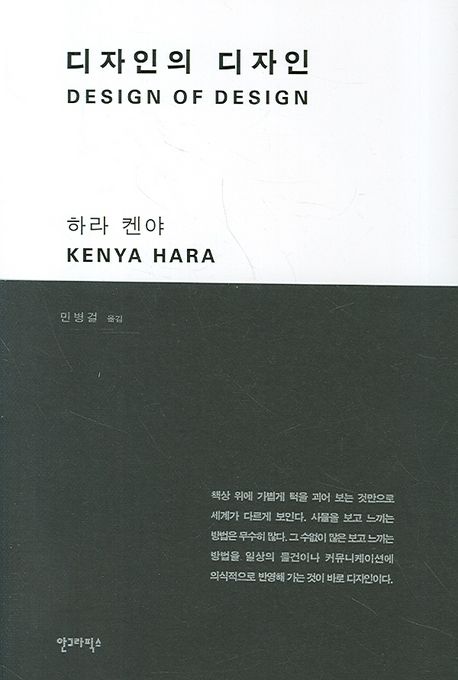 디자인의 디자인
DESIGN OF DESIGN
하라 켄야
KENYA HARA
민병걸 옮김
책상 위에 가볍게 턱을 괴어 보는 것만으로
세계가 다르게 보인다. 사물을 보고 느끼는
방법은 무수히 많다. 그 수없이 많은 보고 느끼는
방법을 일상의 물건이나 커뮤니케이션에
의식적으로 반영해 가는 것이 바로 디자인이다.
안그라픽스